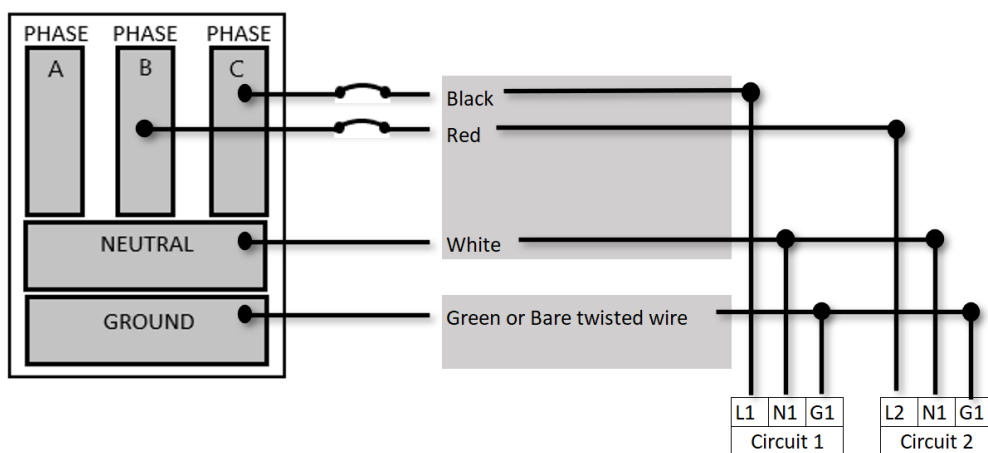 PHASE PHASE PHASE
A B C
Black
Red
NEUTRAL
White
GROUND
Green or Bare twisted wire
L1 N1 G1 L2 N1 G1
Circuit 1 Circuit 2